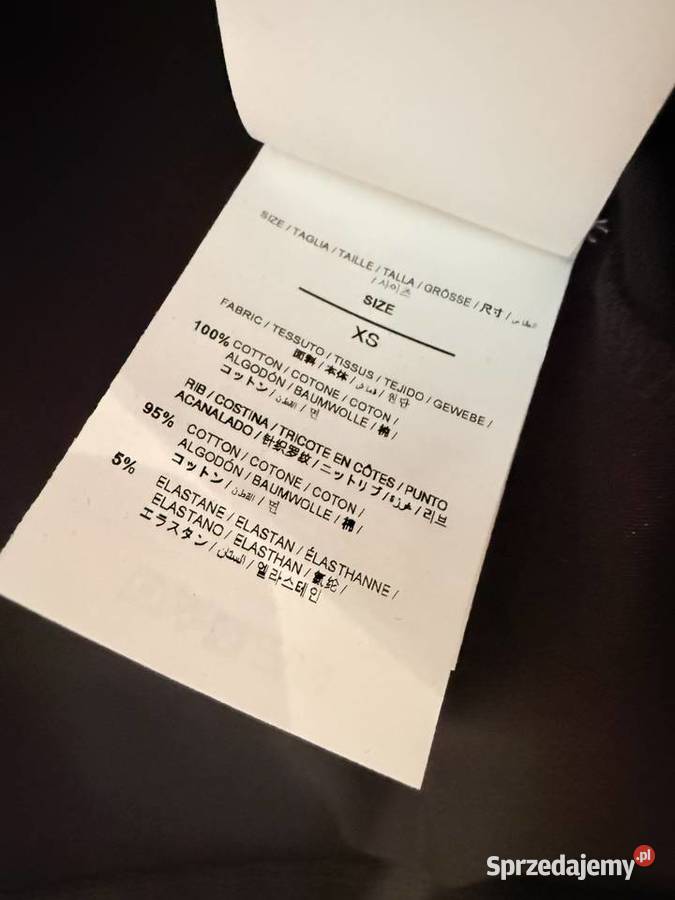 SIZE / TAGLIA / TAILLE / TALLA / GRÖSSE / 尺寸 / المقاس
/ 사이즈
SIZE
XS
FABRIC / TESSUTO / TISSUS / TEJIDO / GEWEBE /
面料 / 本体 / قماش / 원단
100% COTTON / COTONE / COTON /
ALGODÓN / BAUMWOLLE / 棉 /
コットン / القطن / 면
RIB / COSTINA / TRICOTE EN CÔTES / PUNTO
ACANALADO / 针织罗纹 / ニットリブ / / 리브
95% COTTON / COTONE / COTON /
ALGODÓN / BAUMWOLLE / 棉 /
コットン / القطن / 면
5% ELASTANE / ELASTAN / ÉLASTHANNE /
ELASTANO / ELASTHAN / 氨纶 /
エラスタン / / 엘라스테인
Sprzedajemy.pl